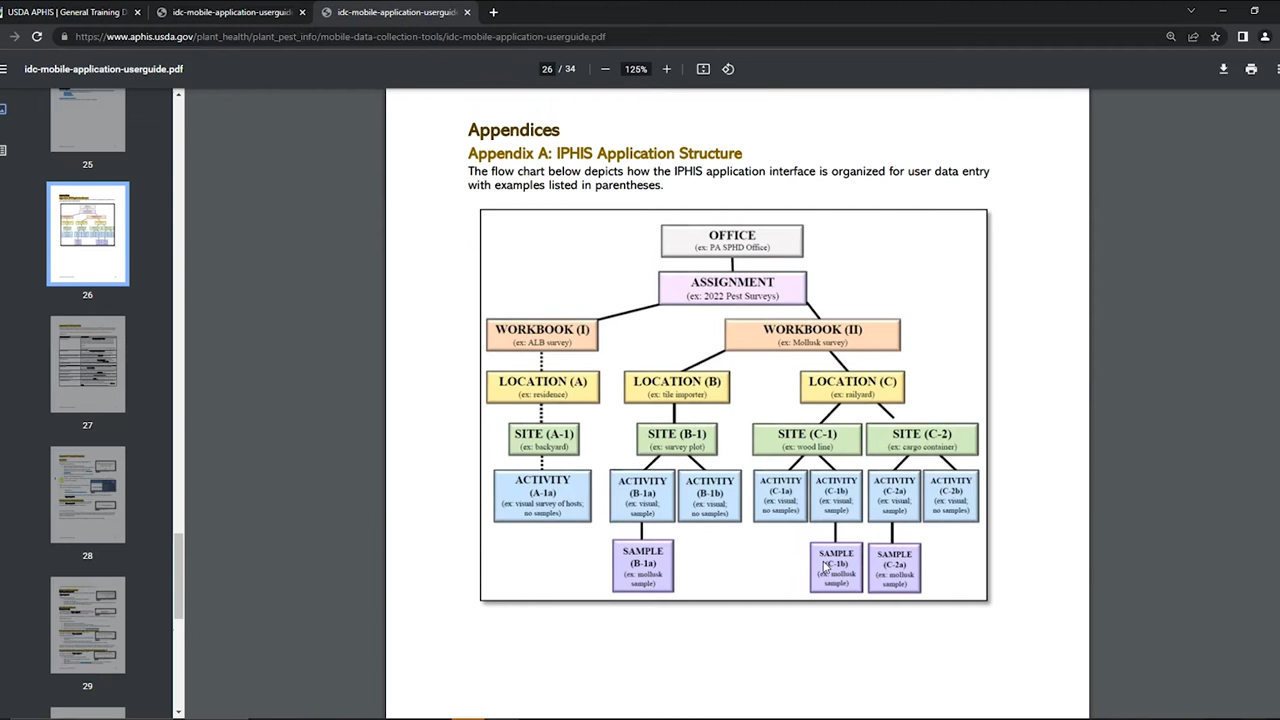 USDA APHIS | General Training D
idc-mobile-application-userguide
idc-mobile-application-userguide
https://www.aphis.usda.gov/plant_health/plant_pest_info/mobile-data-collection-tools/idc-mobile-application-userguide.pdf
idc-mobile-application-userguide.pdf
26 / 34
125%
25
26
27
28
29
Appendices
Appendix A: IPHIS Application Structure
The flow chart below depicts how the IPHIS application interface is organized for user data entry
with examples listed in parentheses.
OFFICE
(ex: PA SPHD Office)
ASSIGNMENT
(ex: 2022 Pest Surveys)
WORKBOOK (I)
(ex: ALB survey)
WORKBOOK (II)
(ex: Mollusk survey)
LOCATION (A)
(ex: residence)
LOCATION (B)
(ex: tile importer)
LOCATION (C)
(ex: railyard)
SITE (A-1)
(ex: backyard)
SITE (B-1)
(ex: survey plot)
SITE (C-1)
(ex: wood line)
SITE (C-2)
(ex: cargo container)
ACTIVITY
(A-1a)
(ex: visual survey of hosts;
no samples)
ACTIVITY
(B-1a)
(ex: visual;
sample)
ACTIVITY
(B-1b)
(ex: visual;
no samples)
ACTIVITY
(C-1a)
(ex: visual;
no samples)
ACTIVITY
(C-1b)
(ex: visual;
sample)
ACTIVITY
(C-2a)
(ex: visual;
sample)
ACTIVITY
(C-2b)
(ex: visual;
no samples)
SAMPLE
(B-1a)
(ex: mollusk
sample)
SAMPLE
(C-1b)
(ex: mollusk
sample)
SAMPLE
(C-2a)
(ex: mollusk
sample)